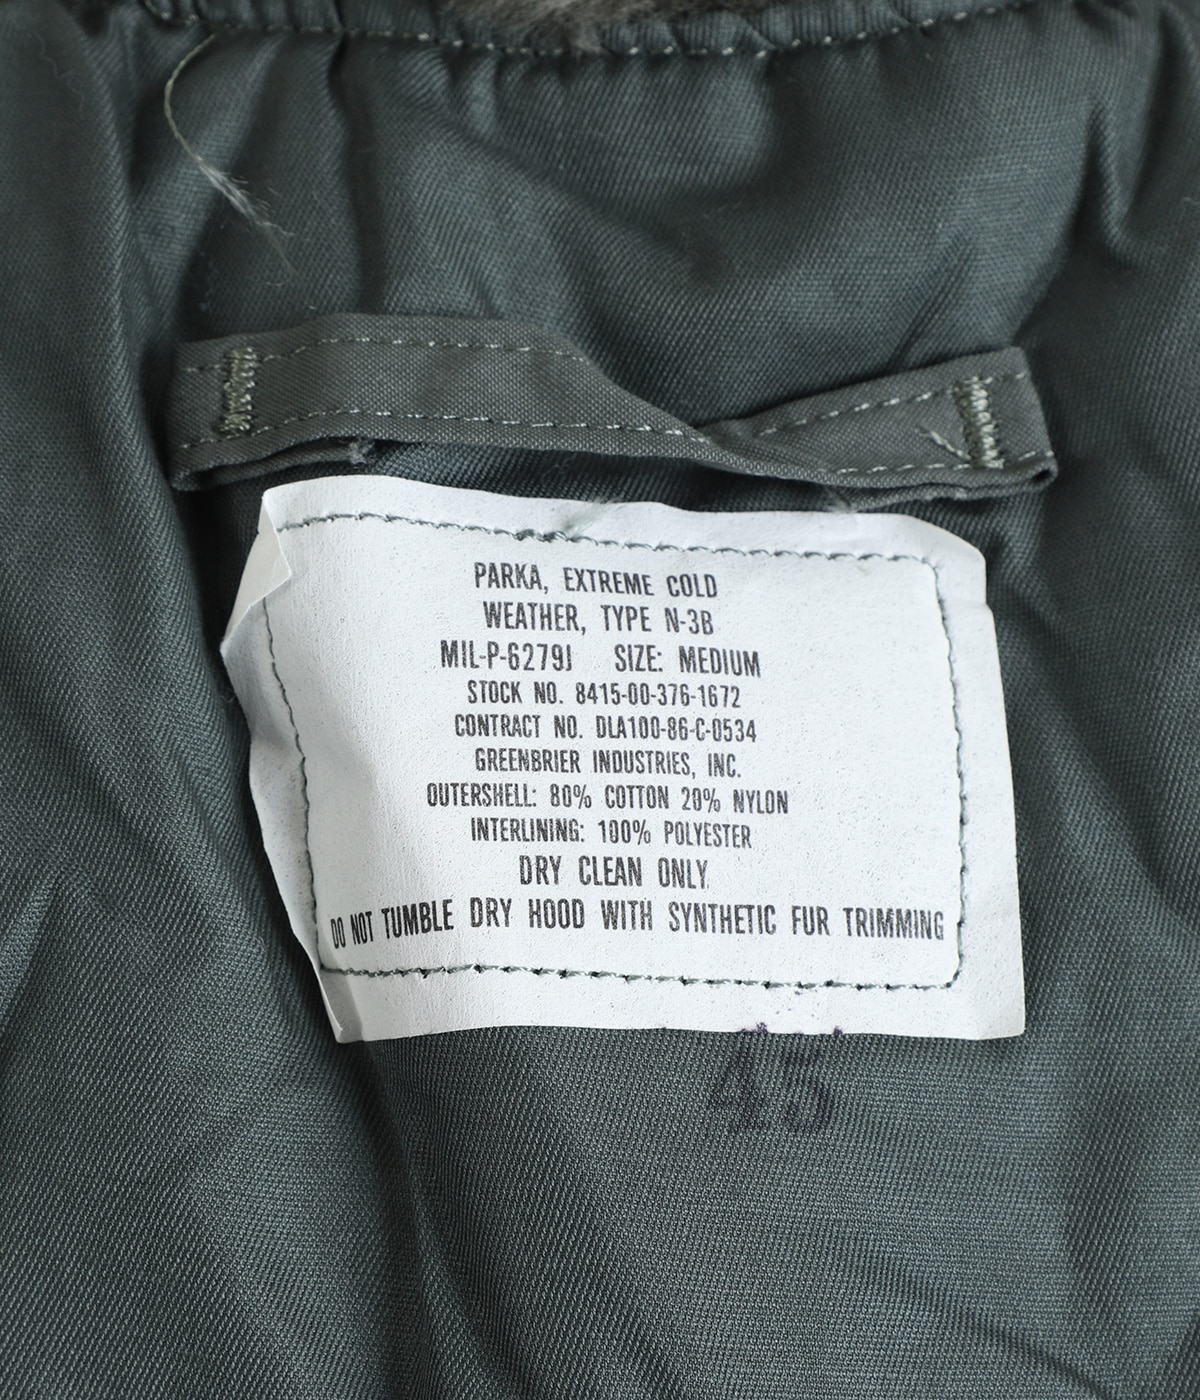 PARKA, EXTREME COLD
WEATHER, TYPE N-3B
MIL-P-6279J SIZE: MEDIUM
STOCK NO. 8415-00-376-1672
CONTRACT NO. DLA100-86-C-0534
GREENBRIER INDUSTRIES, INC.
OUTERSHELL: 80% COTTON 20% NYLON
INTERLINING: 100% POLYESTER
DRY CLEAN ONLY
DO NOT TUMBLE DRY HOOD WITH SYNTHETIC FUR TRIMMING
45